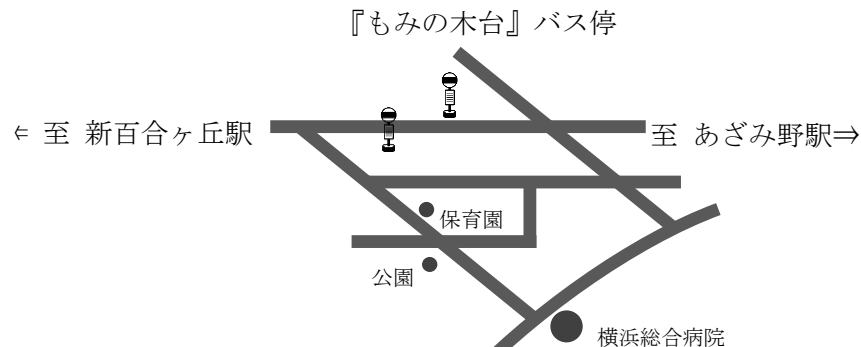 『もみの木台』バス停
⇐ 至 新百合ヶ丘駅
至 あざみ野駅⇒
保育園
公園
横浜総合病院